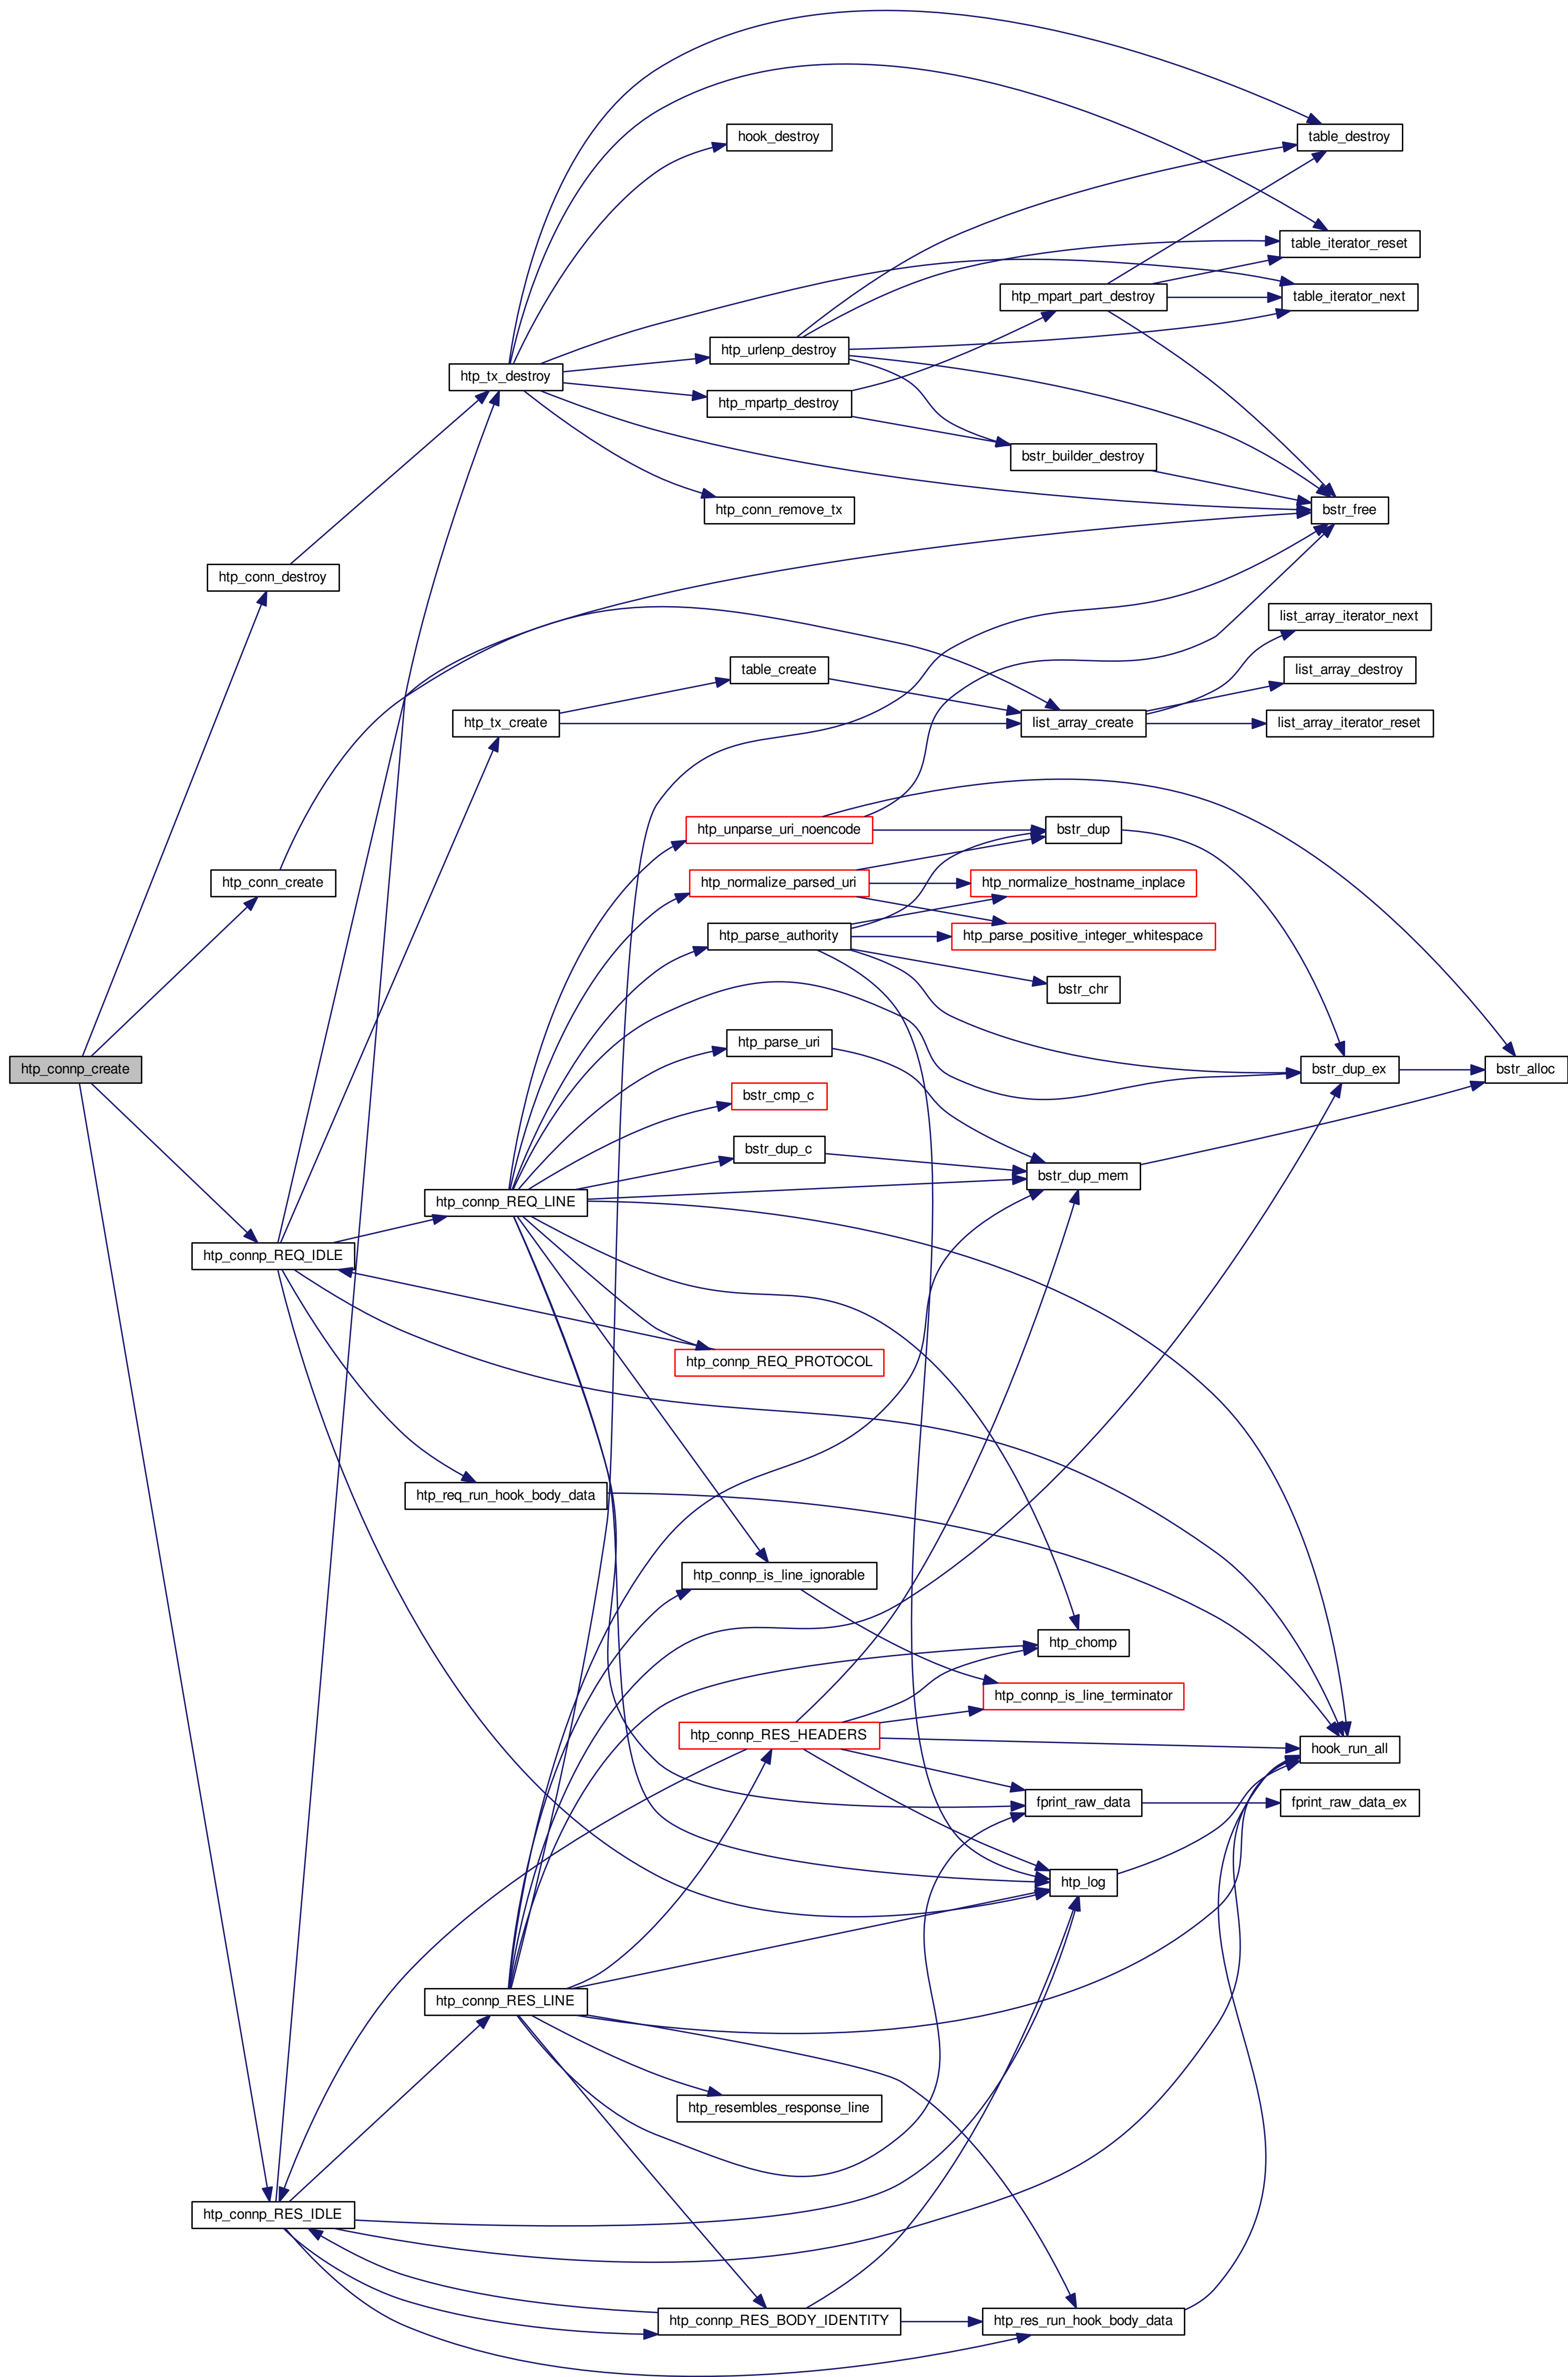 hook_destroy
table_destroy
table_iterator_reset
htp_mpart_part_destroy
table_iterator_next
htp_urlenp_destroy
htp_tx_destroy
htp_mpartp_destroy
bstr_builder_destroy
htp_conn_remove_tx
bstr_free
htp_conn_destroy
list_array_iterator_next
table_create
list_array_destroy
htp_tx_create
list_array_create
list_array_iterator_reset
htp_unparse_uri_noencode
bstr_dup
htp_conn_create
htp_normalize_parsed_uri
htp_normalize_hostname_inplace
htp_parse_authority
htp_parse_positive_integer_whitespace
bstr_chr
htp_parse_uri
htp_connp_create
bstr_dup_ex
bstr_alloc
bstr_cmp_c
bstr_dup_c
bstr_dup_mem
htp_connp_REQ_LINE
htp_connp_REQ_IDLE
htp_connp_REQ_PROTOCOL
htp_req_run_hook_body_data
htp_connp_is_line_ignorable
htp_chomp
htp_connp_is_line_terminator
htp_connp_RES_HEADERS
hook_run_all
fprint_raw_data
fprint_raw_data_ex
htp_log
htp_connp_RES_LINE
htp_resembles_response_line
htp_connp_RES_IDLE
htp_connp_RES_BODY_IDENTITY
htp_res_run_hook_body_data